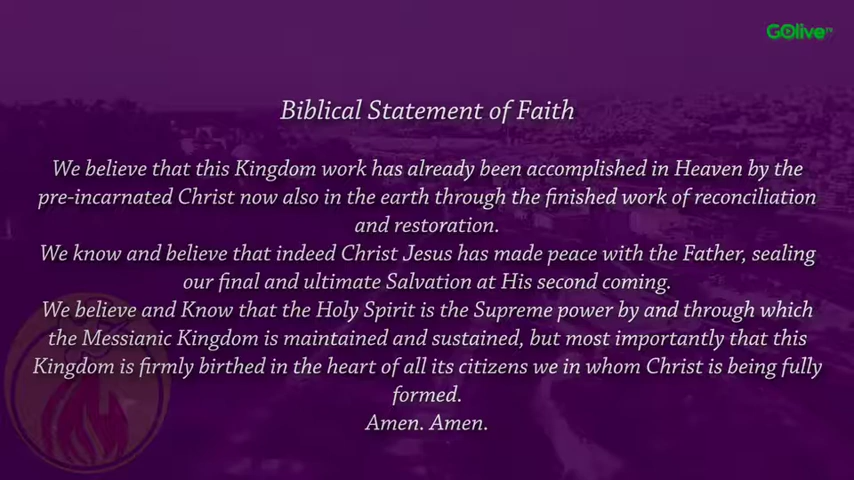 GOlive
Biblical Statement of Faith
We believe that this Kingdom work has already been accomplished in Heaven by the
pre-incarnated Christ now also in the earth through the finished work of reconciliation
and restoration.
We know and believe that indeed Christ Jesus has made peace with the Father, sealing
our final and ultimate Salvation at His second coming.
We believe and Know that the Holy Spirit is the Supreme power by and through which
the Messianic Kingdom is maintained and sustained, but most importantly that this
Kingdom is firmly birthed in the heart of all its citizens we in whom Christ is being fully
formed.
Amen. Amen.